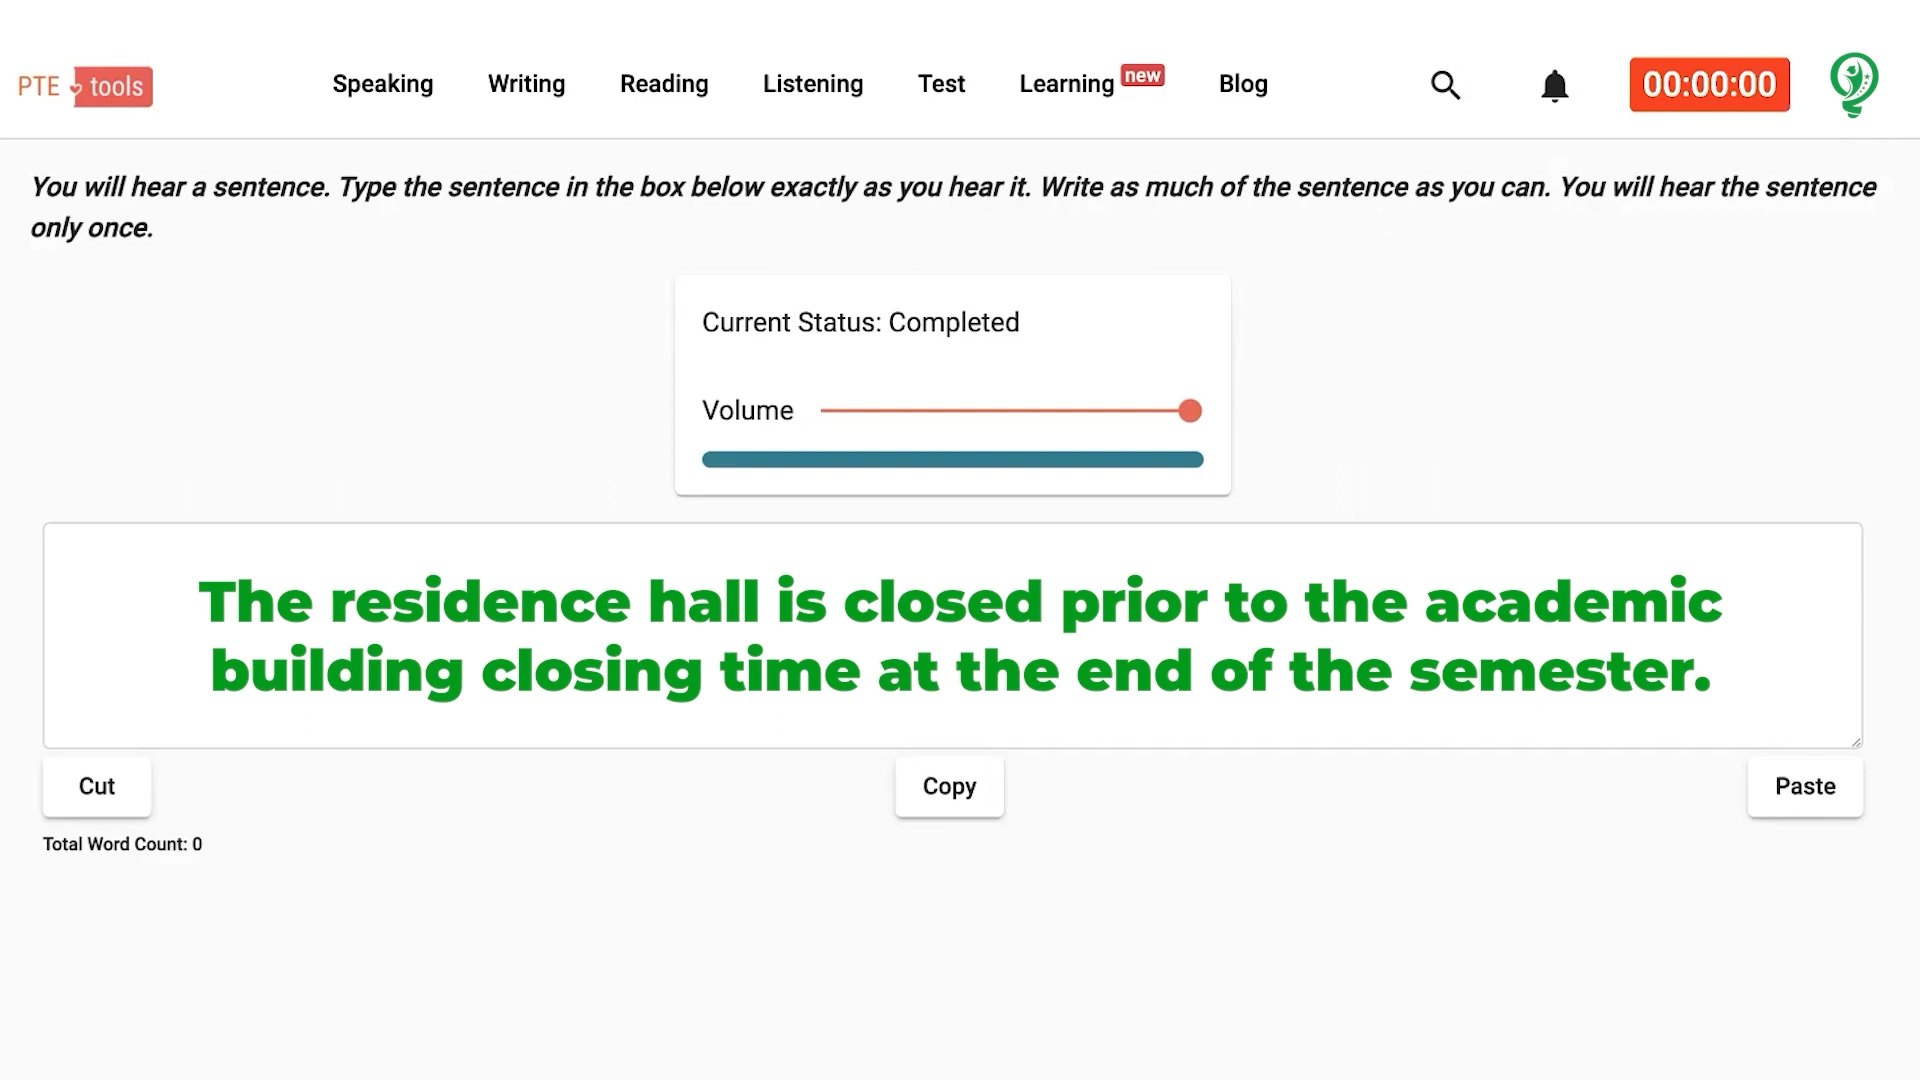 PTE tools
Speaking Writing Reading Listening Test Learning new Blog
00:00:00
You will hear a sentence. Type the sentence in the box below exactly as you hear it. Write as much of the sentence as you can. You will hear the sentence
only once.
Current Status: Completed
Volume
The residence hall is closed prior to the academic
building closing time at the end of the semester.
Cut Copy Paste
Total Word Count: 0